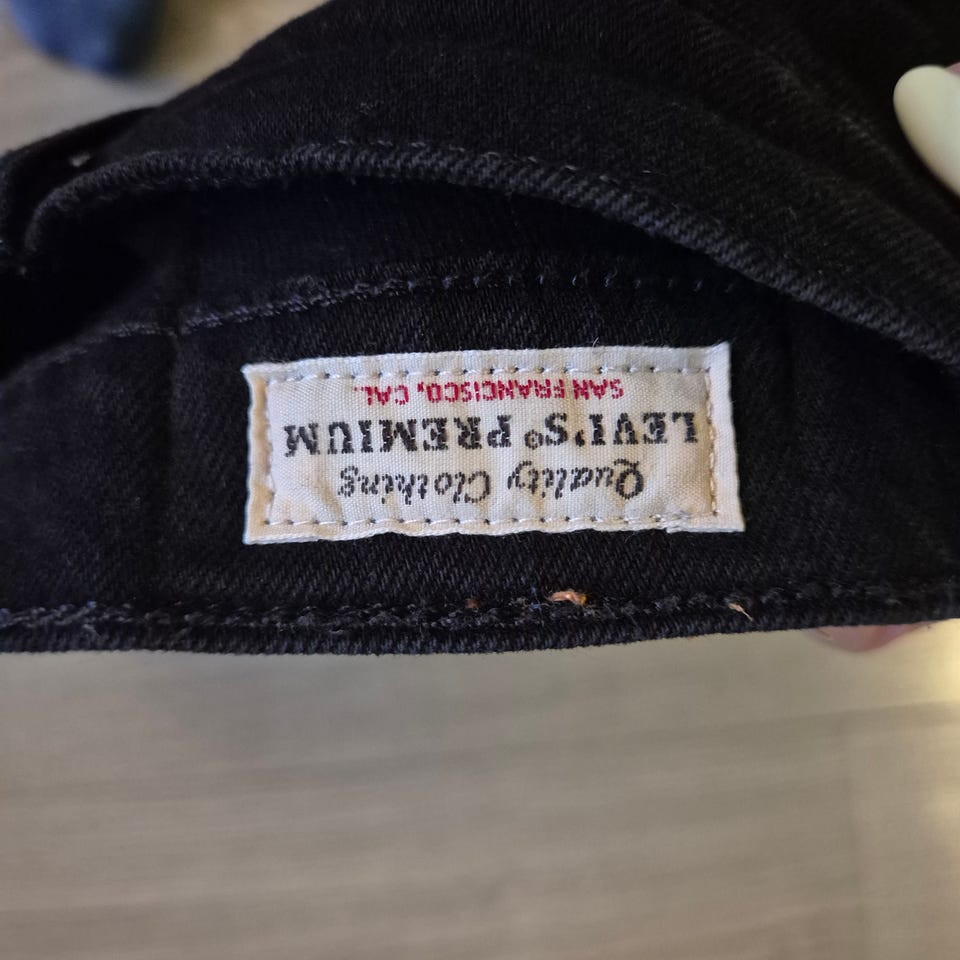 Quality Clothing
LEVI'S® PREMIUM
SAN FRANCISCO, CAL.